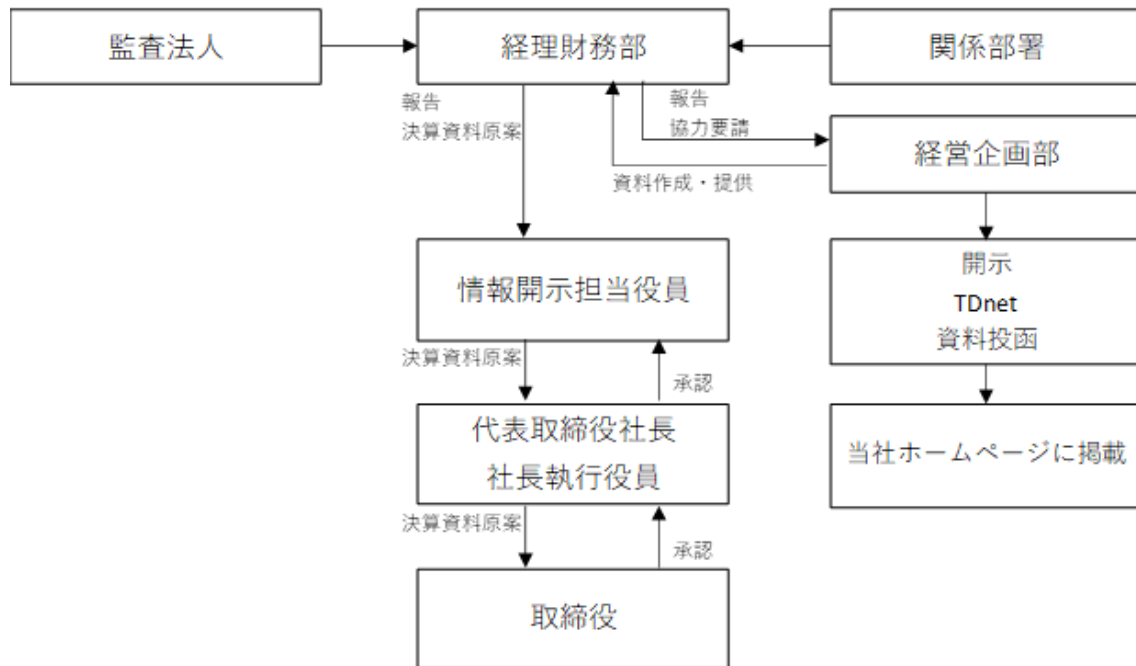 監査法人
経理財務部
関係部署
報告
決算資料原案
報告
協力要請
資料作成・提供
経営企画部
情報開示担当役員
開示
TDnet
資料投函
決算資料原案
承認
代表取締役社長
社長執行役員
当社ホームページに掲載
決算資料原案
承認
取締役